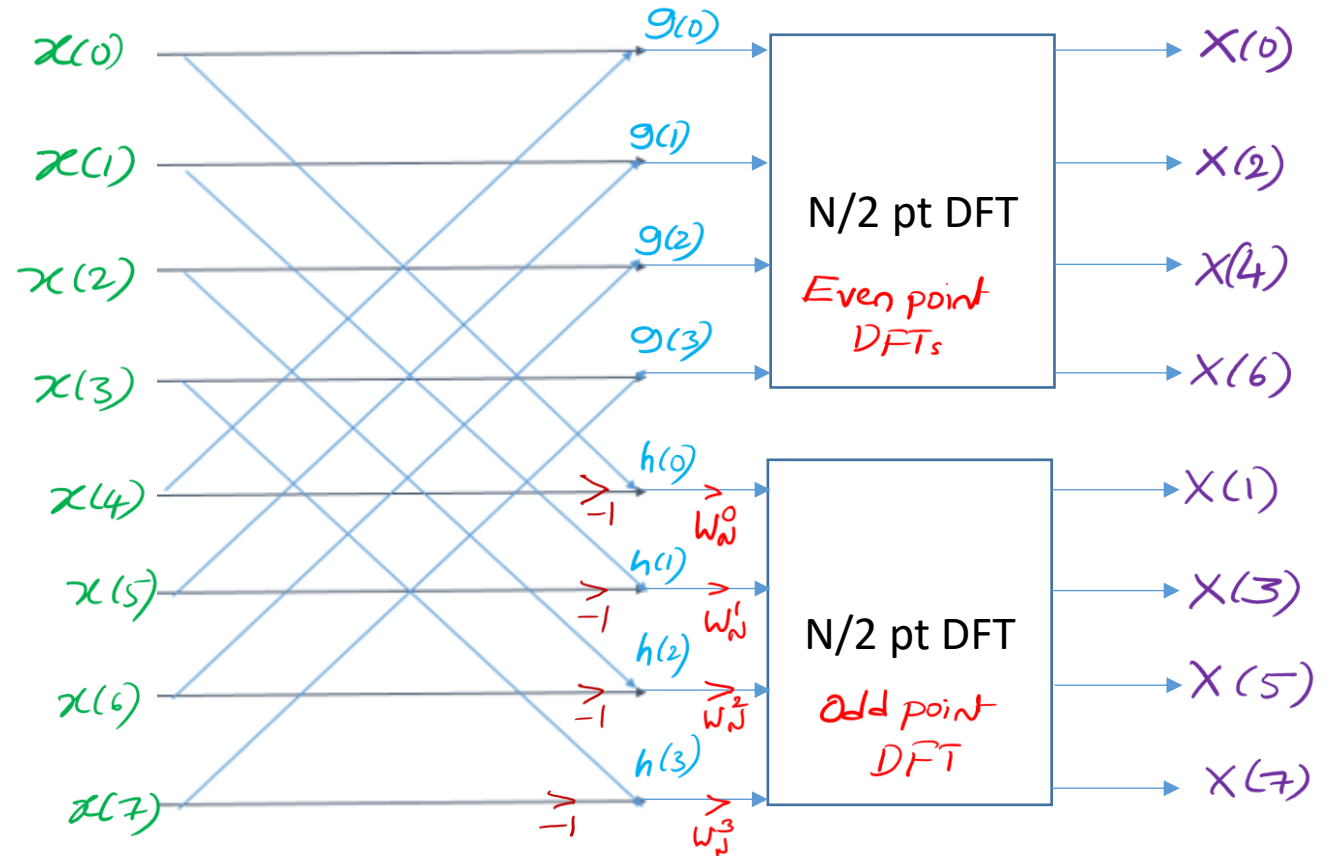 x(0)
g(0)
X(0)
x(1)
g(1)
X(2)
x(2)
g(2)
N/2 pt DFT
X(4)
Even point
DFTs
x(3)
g(3)
X(6)
x(4)
h(0)
-1
W_N^0
X(1)
x(5)
h(1)
-1
W_N^1
X(3)
N/2 pt DFT
x(6)
h(2)
-1
W_N^2
X(5)
Odd point
DFT
x(7)
h(3)
-1
W_N^3
X(7)